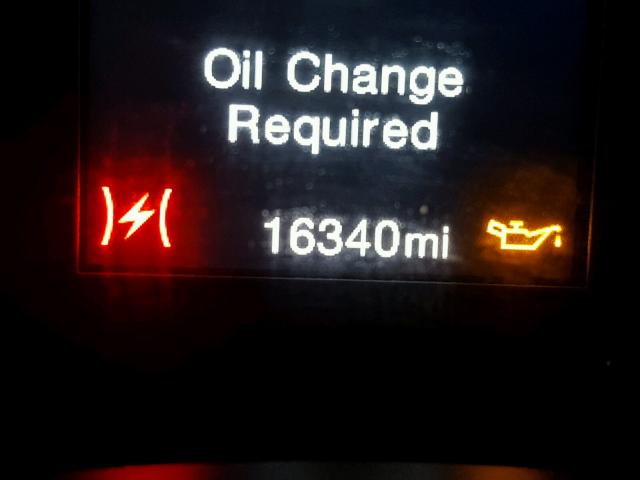 Oil Change
Required
16340mi